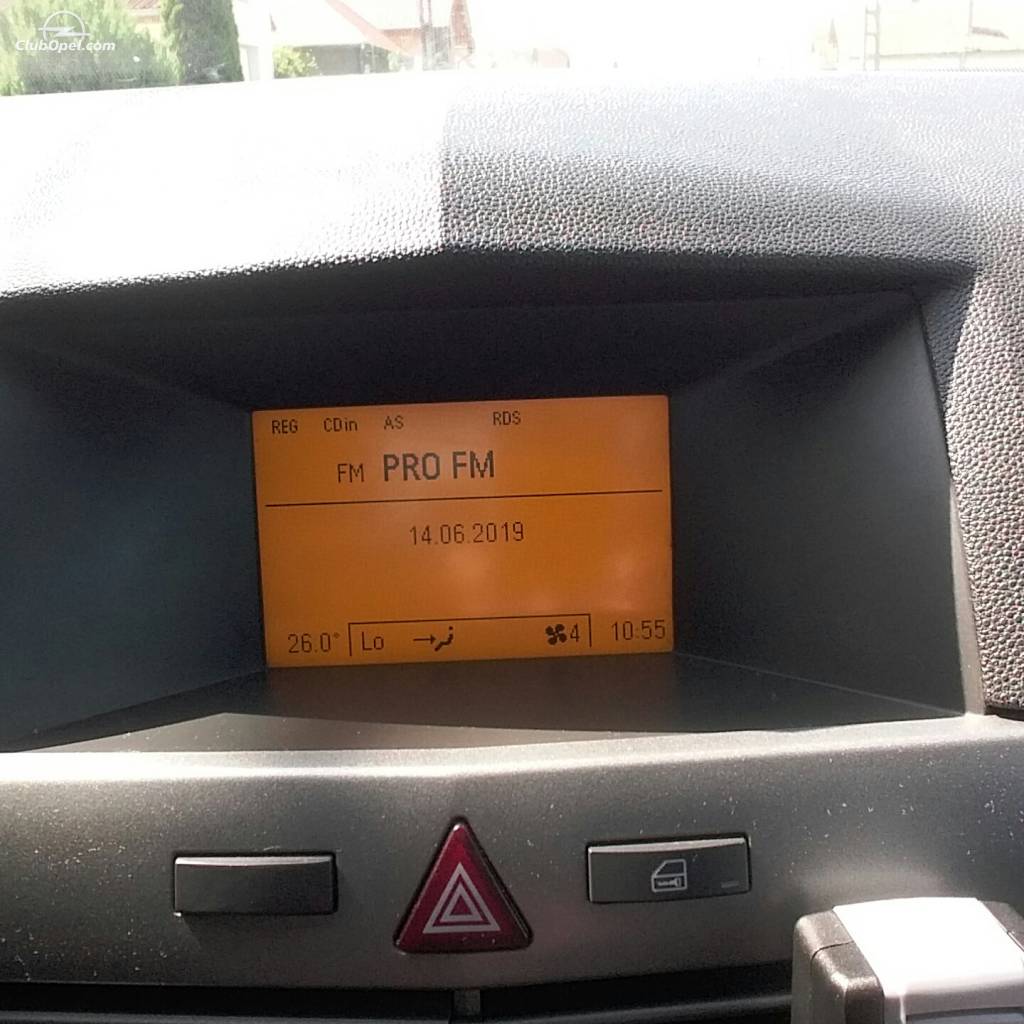 ClubOpel.com
REG CDin AS RDS
FM PRO FM
14.06.2019
26.0° Lo 4 10:55